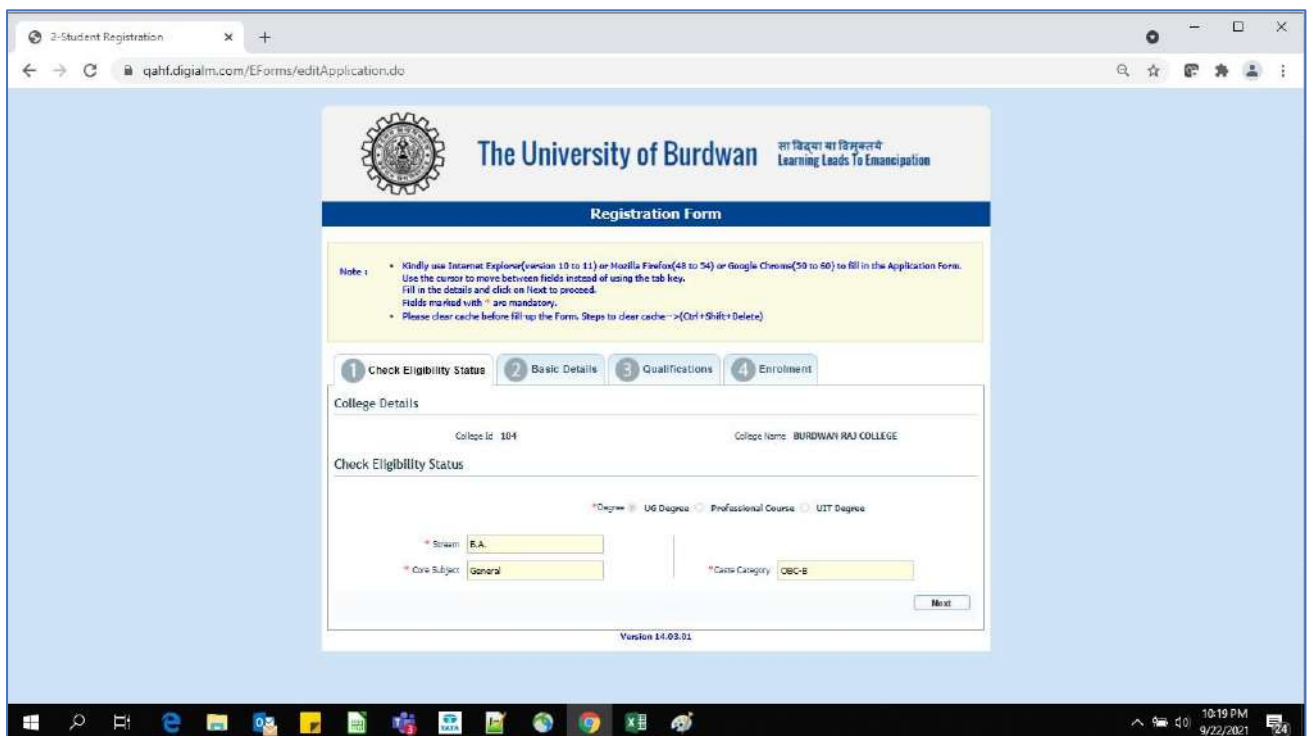 2-Student Registration
qahf.digialm.com/EForms/editApplication.do
The University of Burdwan
सा विद्या या विमुक्तये
Learning Leads To Emancipation
Registration Form
Note :
• Kindly use Internet Explorer(version 10 to 11) or Mozilla Firefox(48 to 54) or Google Chrome(50 to 60) to fill in the Application Form.
Use the cursor to move between fields instead of using the tab key.
Fill in the details and click on Next to proceed.
Fields marked with * are mandatory.
• Please clear cache before fill-up the Form. Steps to clear cache-->(Ctrl+Shift+Delete)
1 Check Eligibility Status
2 Basic Details
3 Qualifications
4 Enrolment
College Details
College Id 104
College Name BURDWAN RAJ COLLEGE
Check Eligibility Status
*Degree UG Degree Professional Course UIT Degree
* Stream B.A.
* Core Subject General
*Caste Category OBC-B
Next
Version 14.03.01
TATA
10:19 PM
9/22/2021
24